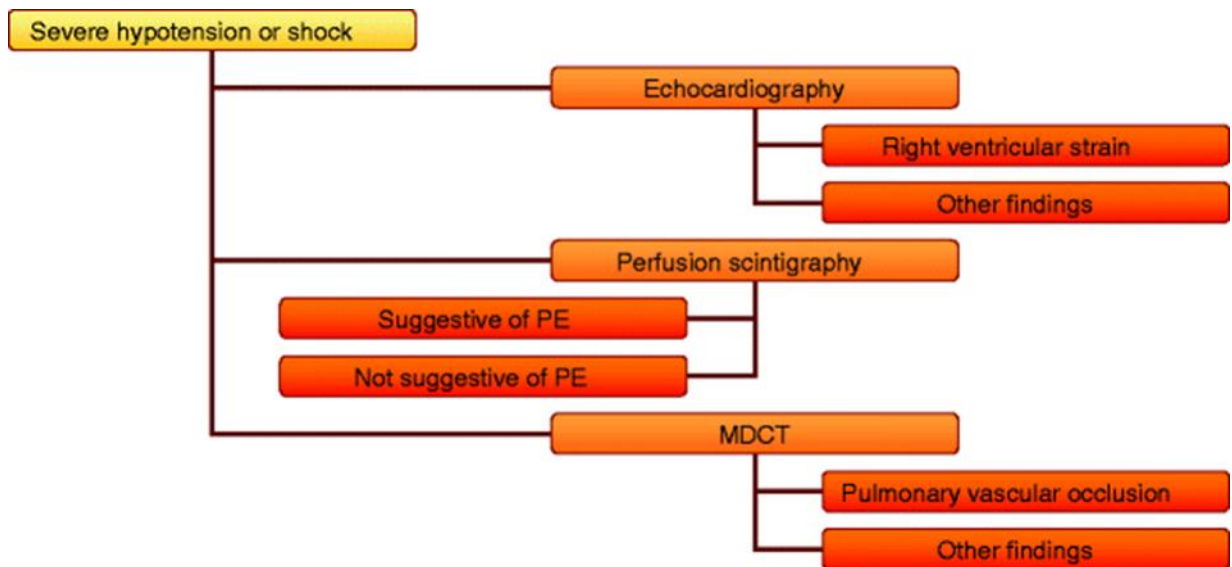 Severe hypotension or shock
Echocardiography
Right ventricular strain
Other findings
Perfusion scintigraphy
Suggestive of PE
Not suggestive of PE
MDCT
Pulmonary vascular occlusion
Other findings